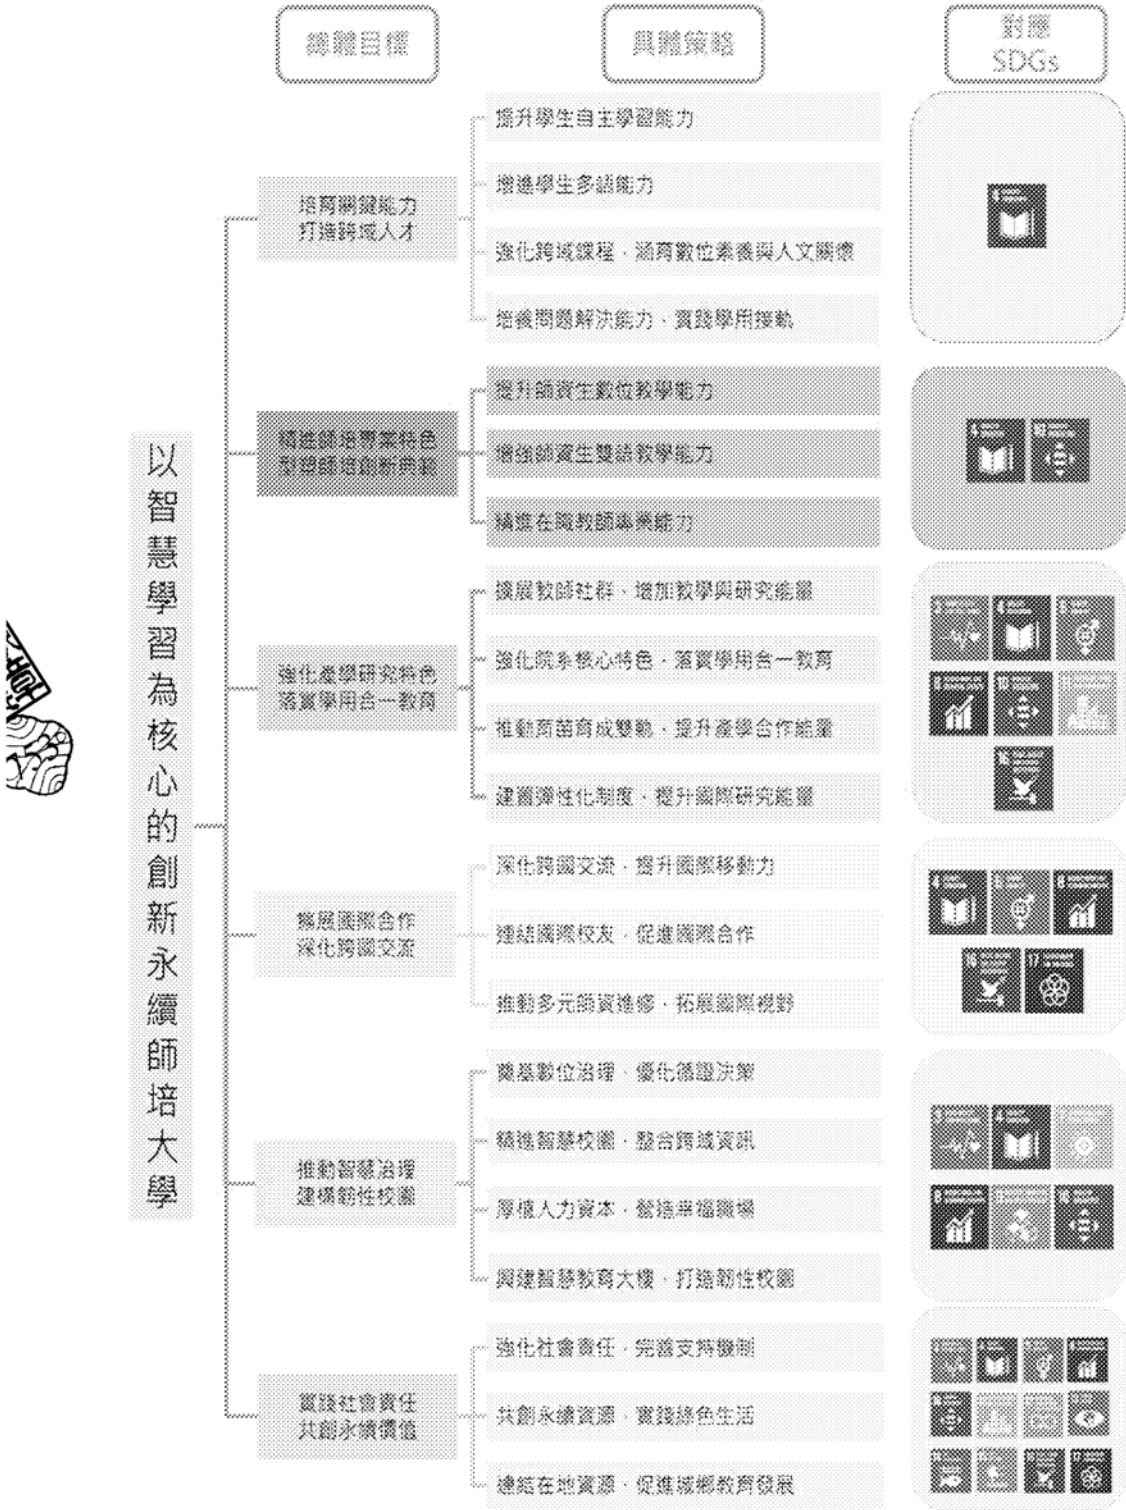 總體目標
具體策略
對應
SDGs
以智慧學習為核心的創新永續師培大學
培育關鍵能力
打造跨域人才
提升學生自主學習能力
增進學生多語能力
強化跨域課程,涵育數位素養與人文關懷
培養問題解決能力,實踐學用接軌
精進師培專業特色
型塑師培創新典範
提升師資生數位教學能力
增強師資生雙語教學能力
精進在職教師專業能力
強化產學研究特色
落實學用合一教育
擴展教師社群,增加教學與研究能量
強化院系核心特色,落實學用合一教育
推動苗育成雙軌,提升產學合作能量
建置彈性化制度,提升國際研究能量
擴展國際合作
深化跨國交流
深化跨國交流,提升國際移動力
連結國際校友,促進國際合作
推動多元師資進修,拓展國際視野
4
5
8
16
17
推動智慧治理
建構韌性校園
奠基數位治理,優化循證決策
精進智慧校園,整合跨域資訊
厚植人力資本,營造幸福職場
興建智慧教育大樓,打造韌性校園
實踐社會責任
共創永續價值
強化社會責任,完善支持機制
共創永續資源,實踐綠色生活
連結在地資源,促進城鄉教育發展